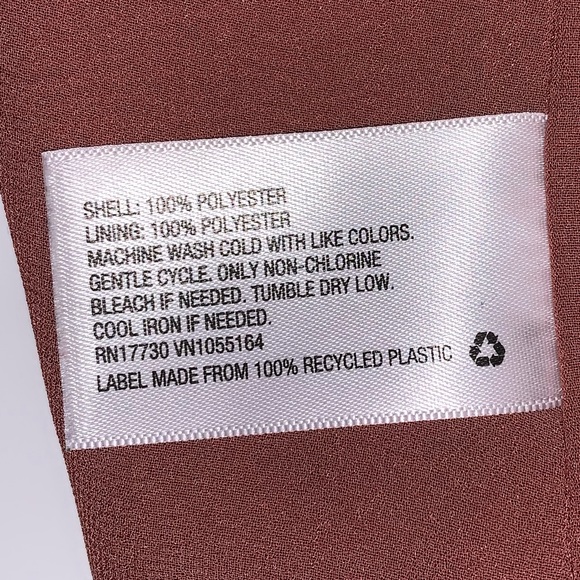 SHELL: 100% POLYESTER
LINING: 100% POLYESTER
MACHINE WASH COLD WITH LIKE COLORS.
GENTLE CYCLE. ONLY NON-CHLORINE
BLEACH IF NEEDED. TUMBLE DRY LOW.
COOL IRON IF NEEDED.
RN17730 VN1055164
LABEL MADE FROM 100% RECYCLED PLASTIC